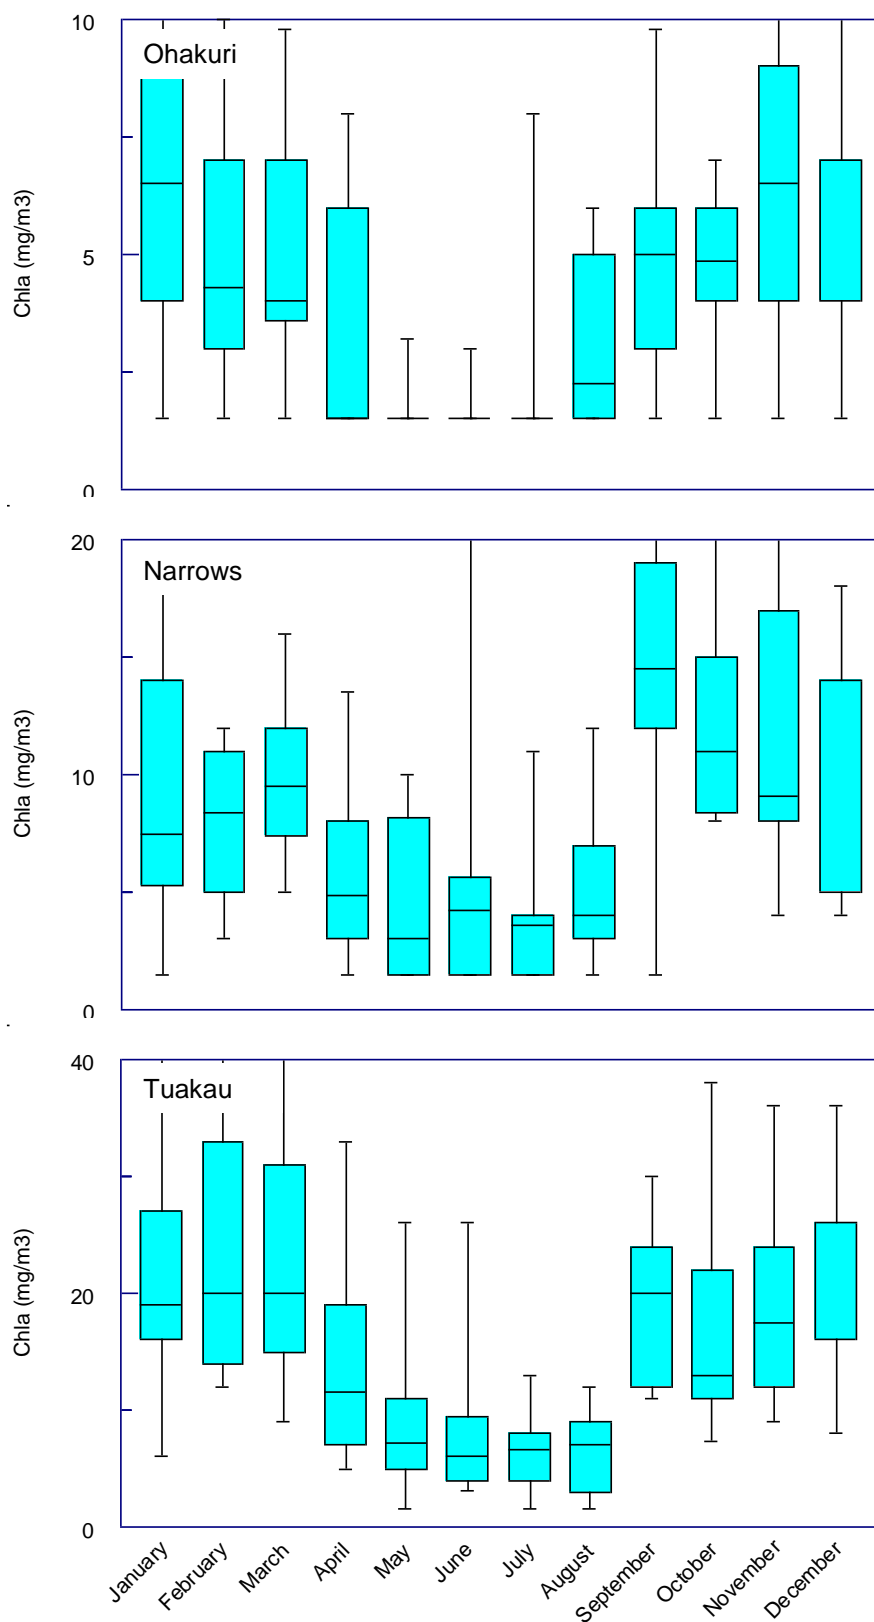 10
Ohakuri
5
Chla (mg/m3)
0
20
Narrows
10
Chla (mg/m3)
0
40
Tuakau
30
20
Chla (mg/m3)
0
January
February
March
April
May
June
July
August
September
October
November
December